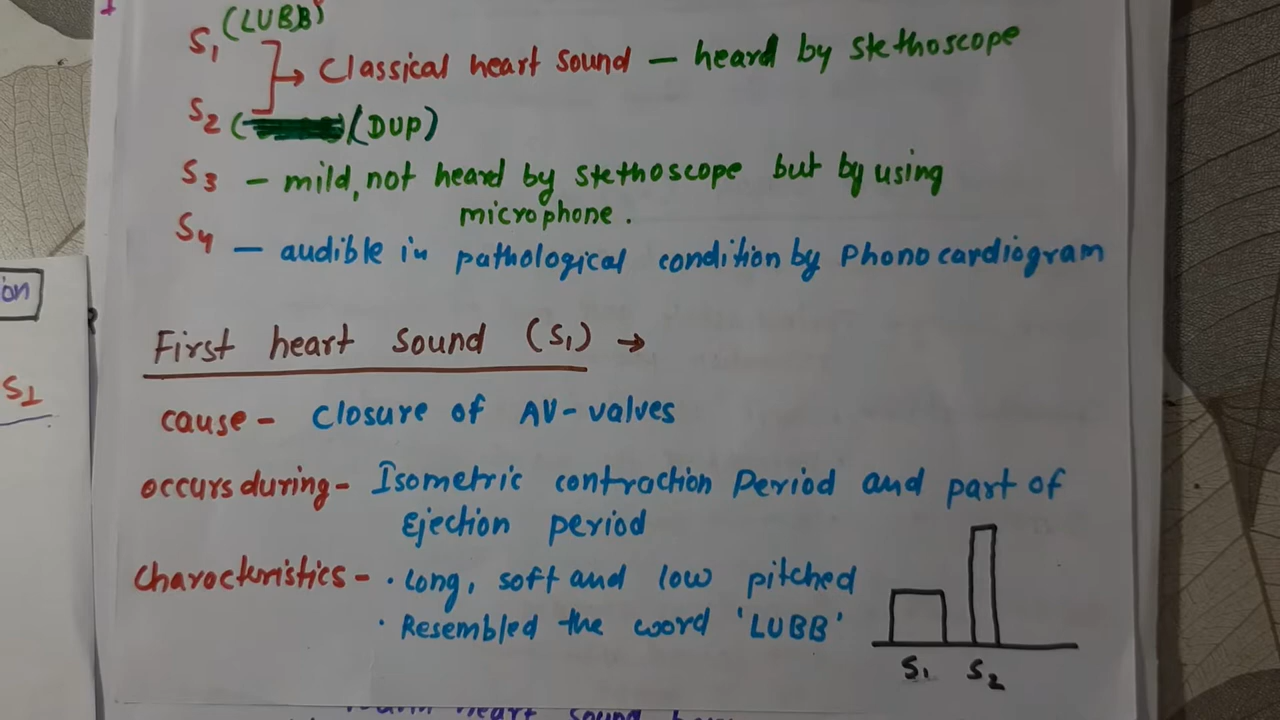 S1 (LUBB)
Classical heart sound — heard by stethoscope
S2 (DUP)
S3 - mild, not heard by stethoscope but by using
microphone.
S4 — audible in pathological condition by Phonocardiogram
on
S1
First heart sound (S1) →
cause - Closure of AV-valves
occurs during - Isometric contraction Period and part of
Ejection period
Charocteristics - • Long, soft and low pitched
• Resembled the word 'LUBB'
S1 S2
heart sound